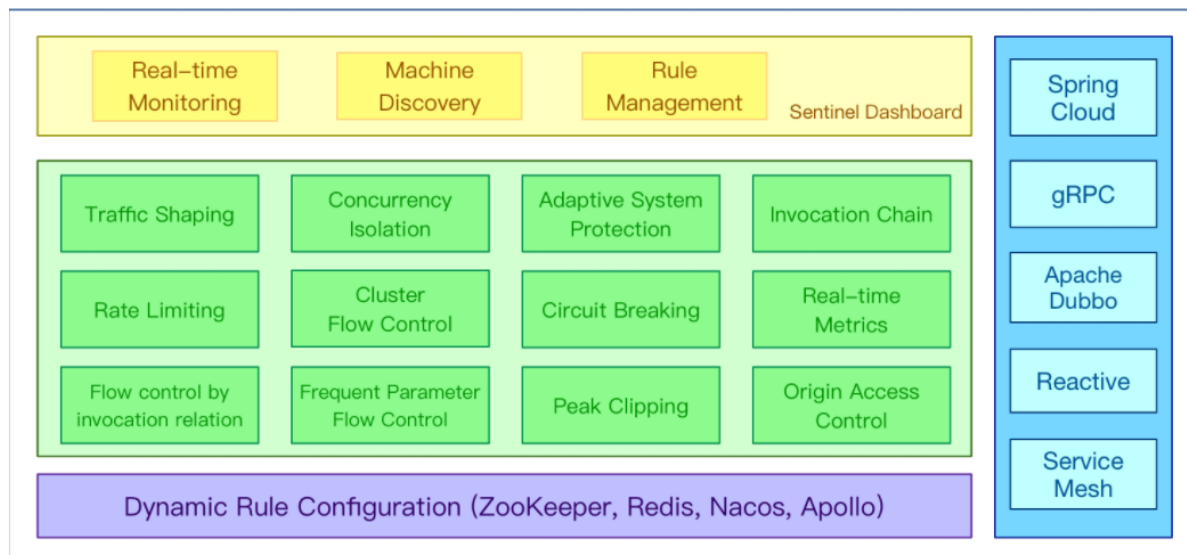 Real-time
Monitoring
Machine
Discovery
Rule
Management
Sentinel Dashboard
Traffic Shaping
Concurrency
Isolation
Adaptive System
Protection
Invocation Chain
Rate Limiting
Cluster
Flow Control
Circuit Breaking
Real-time
Metrics
Flow control by
invocation relation
Frequent Parameter
Flow Control
Peak Clipping
Origin Access
Control
Dynamic Rule Configuration (ZooKeeper, Redis, Nacos, Apollo)
Spring
Cloud
gRPC
Apache
Dubbo
Reactive
Service
Mesh